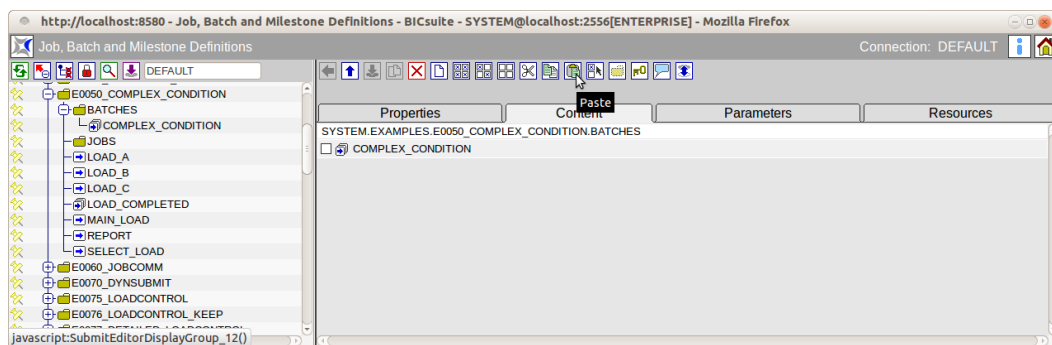 http://localhost:8580 - Job, Batch and Milestone Definitions - BICsuite - SYSTEM@localhost:2556[ENTERPRISE] - Mozilla Firefox
Job, Batch and Milestone Definitions
Connection: DEFAULT
DEFAULT
E0050_COMPLEX_CONDITION
BATCHES
COMPLEX_CONDITION
JOBS
LOAD_A
LOAD_B
LOAD_C
LOAD_COMPLETED
MAIN_LOAD
REPORT
SELECT_LOAD
E0060_JOBCOMM
E0070_DYNSUBMIT
E0075_LOADCONTROL
E0076_LOADCONTROL_KEEP
javascript:SubmitEditorDisplayGroup_12()
Paste
Properties Content Parameters Resources
SYSTEM.EXAMPLES.E0050_COMPLEX_CONDITION.BATCHES
COMPLEX_CONDITION